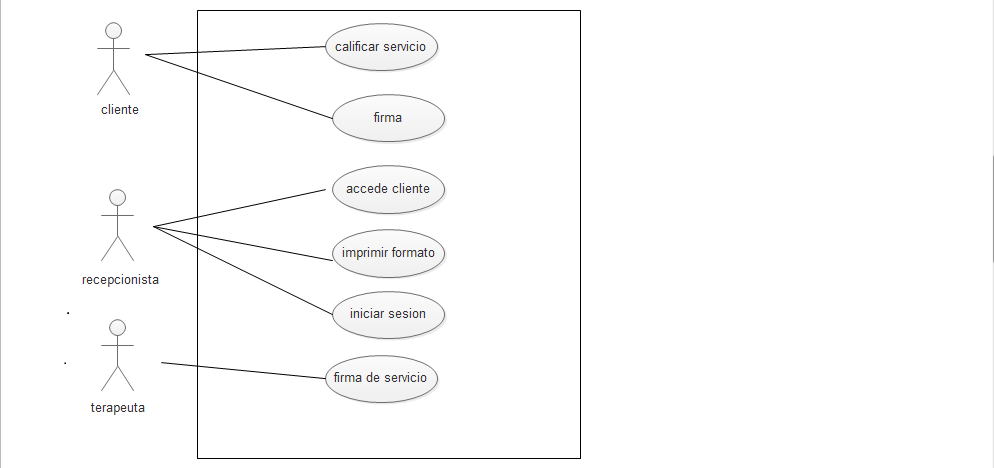 calificar servicio
cliente
firma
accede cliente
imprimir formato
recepcionista
iniciar sesion
firma de servicio
terapeuta